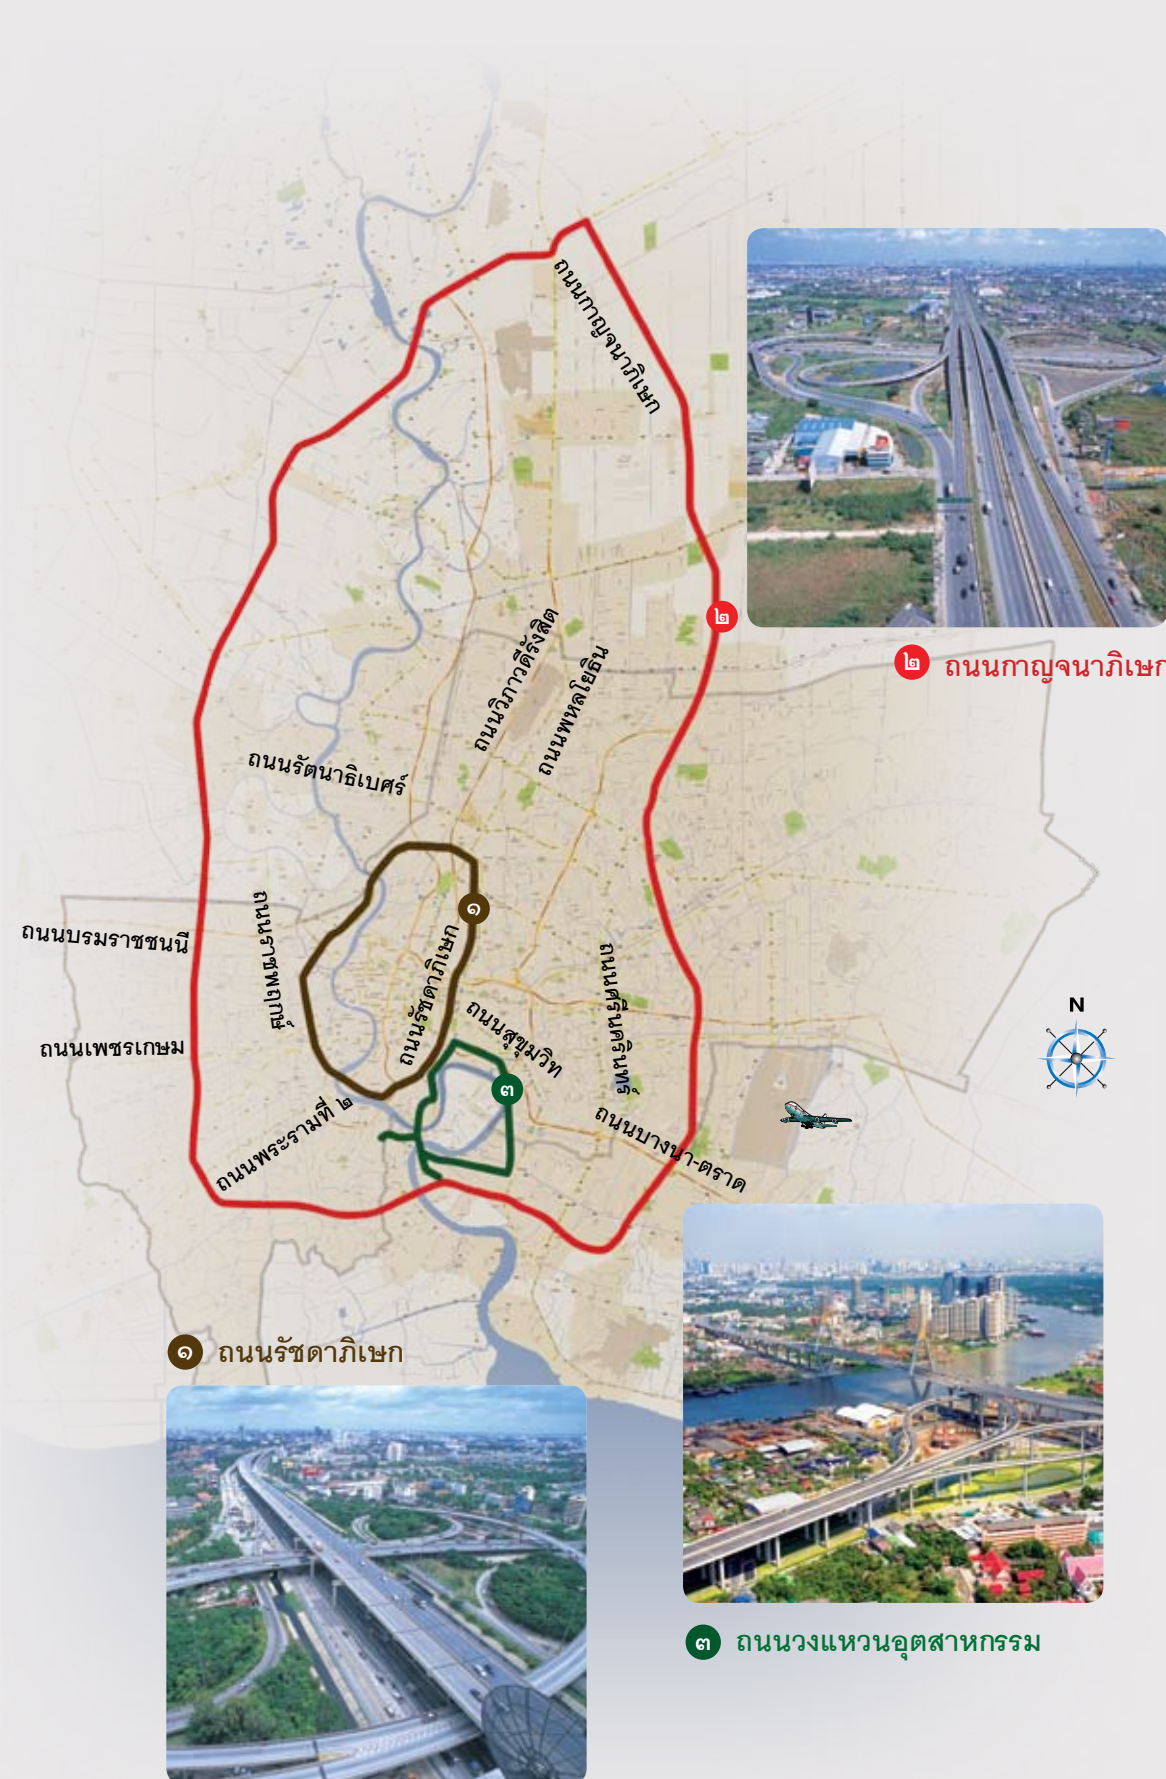 ถนนกาญจนาภิเษก
๒
๒ ถนนกาญจนาภิเษก
ถนนวิภาวดีรังสิต
ถนนพหลโยธิน
ถนนรัตนาธิเบศร์
๑
ถนนราชพฤกษ์
ถนนบรมราชชนนี
ถนนรัชดาภิเษก
ถนนศรีนครินทร์
ถนนสุขุมวิท
N
ถนนเพชรเกษม
๓
ถนนพระรามที่ ๒
ถนนบางนา-ตราด
๑ ถนนรัชดาภิเษก
๓ ถนนวงแหวนอุตสาหกรรม